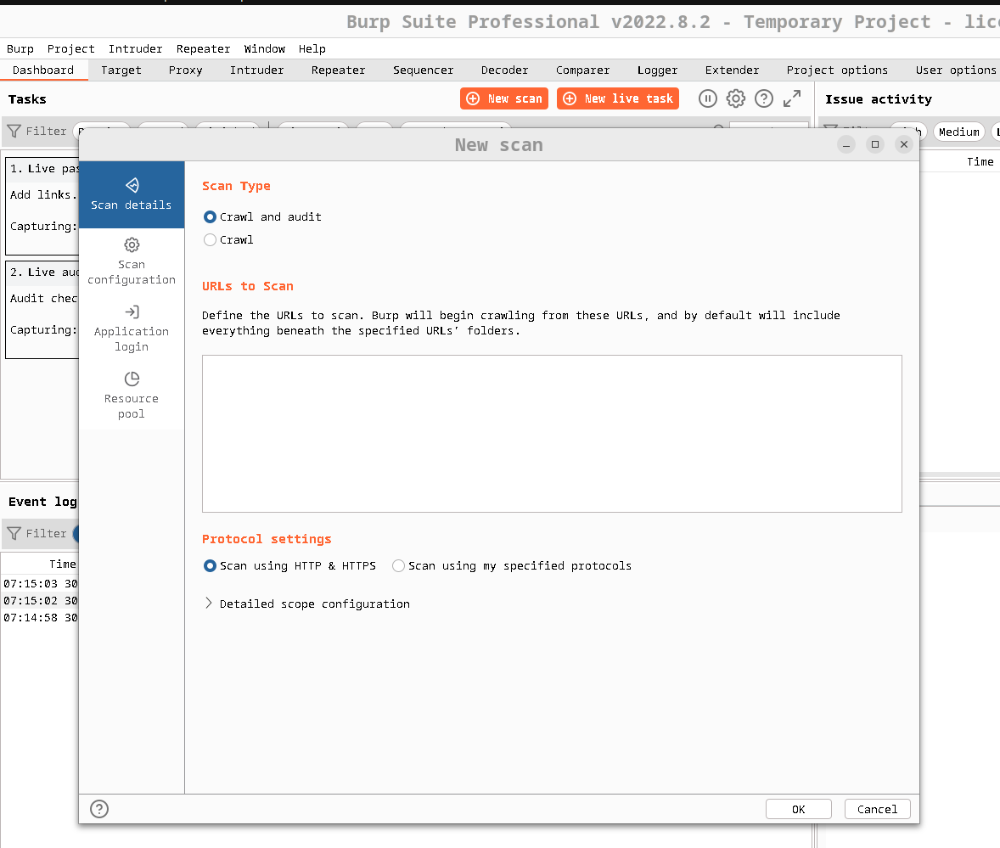 Burp Suite Professional v2022.8.2 - Temporary Project - lic
Burp Project Intruder Repeater Window Help
Dashboard Target Proxy Intruder Repeater Sequencer Decoder Comparer Logger Extender Project options User options
Tasks New scan New live task Issue activity
Filter Medium
New scan
Time
1. Live pas
Add links.
Capturing:
2. Live au
Audit chec
Capturing:
Scan details
Scan configuration
Application login
Resource pool
Scan Type
Crawl and audit
Crawl
URLs to Scan
Define the URLs to scan. Burp will begin crawling from these URLs, and by default will include
everything beneath the specified URLs’ folders.
Protocol settings
Scan using HTTP & HTTPS Scan using my specified protocols
Detailed scope configuration
OK Cancel
Event log
Filter
Time
07:15:03 30
07:15:02 30
07:14:58 30